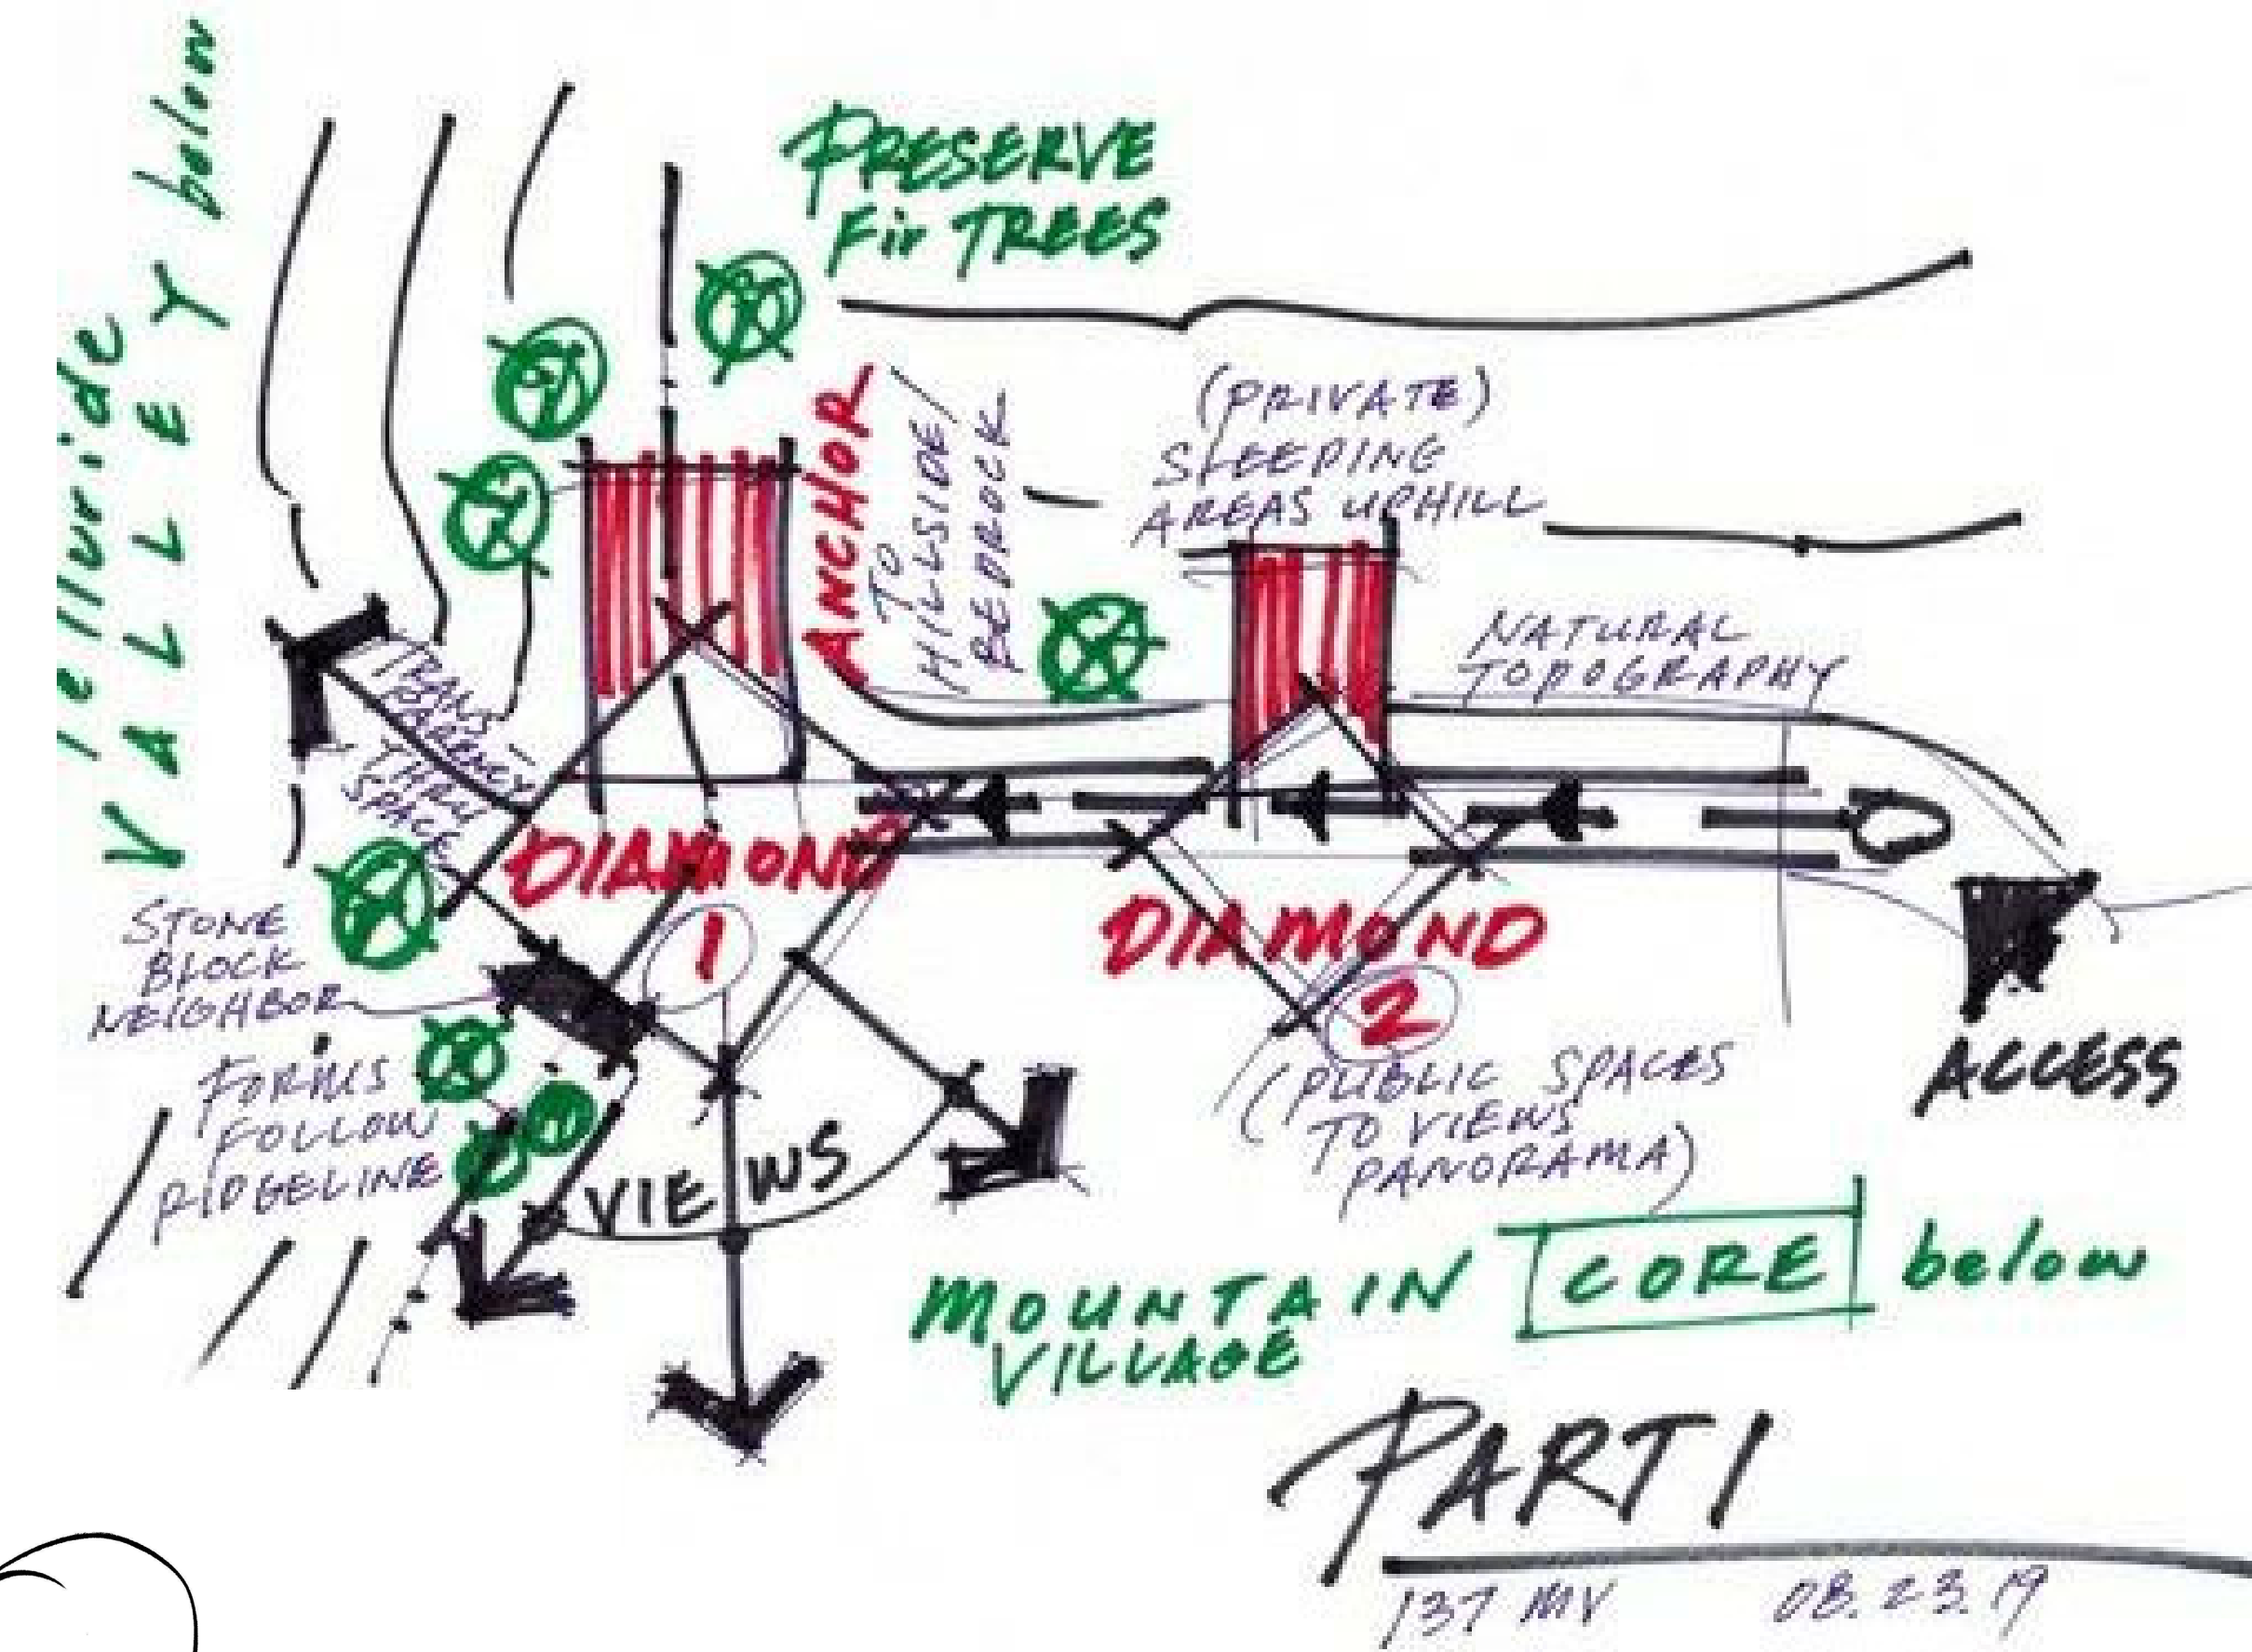 Telluride
VALLEY below
PRESERVE
Fir TREES
ANCHOR
TO
HILLSIDE/
BEDROCK
(PRIVATE)
SLEEPING
AREAS UPHILL
NATURAL
TOPOGRAPHY
TRANS-
PARENCY
THRU
SPACE
DIAMOND
1
DIAMOND
2
STONE
BLOCK
NEIGHBOR
FORMS
FOLLOW
RIDGELINE
VIEWS
(PUBLIC SPACES
TO VIEWS
PANORAMA)
ACCESS
MOUNTAIN CORE below
VILLAGE
PARTI
137 MV 08.23.19